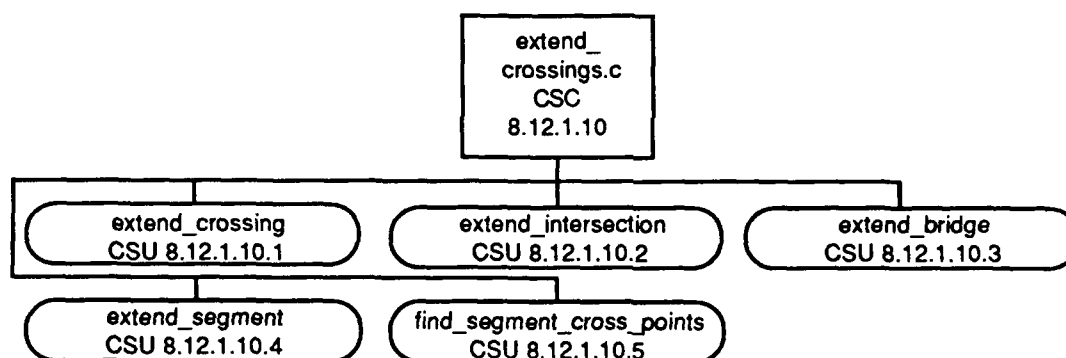 extend_
crossings.c
CSC
8.12.1.10
extend_crossing
CSU 8.12.1.10.1
extend_intersection
CSU 8.12.1.10.2
extend_bridge
CSU 8.12.1.10.3
extend_segment
CSU 8.12.1.10.4
find_segment_cross_points
CSU 8.12.1.10.5